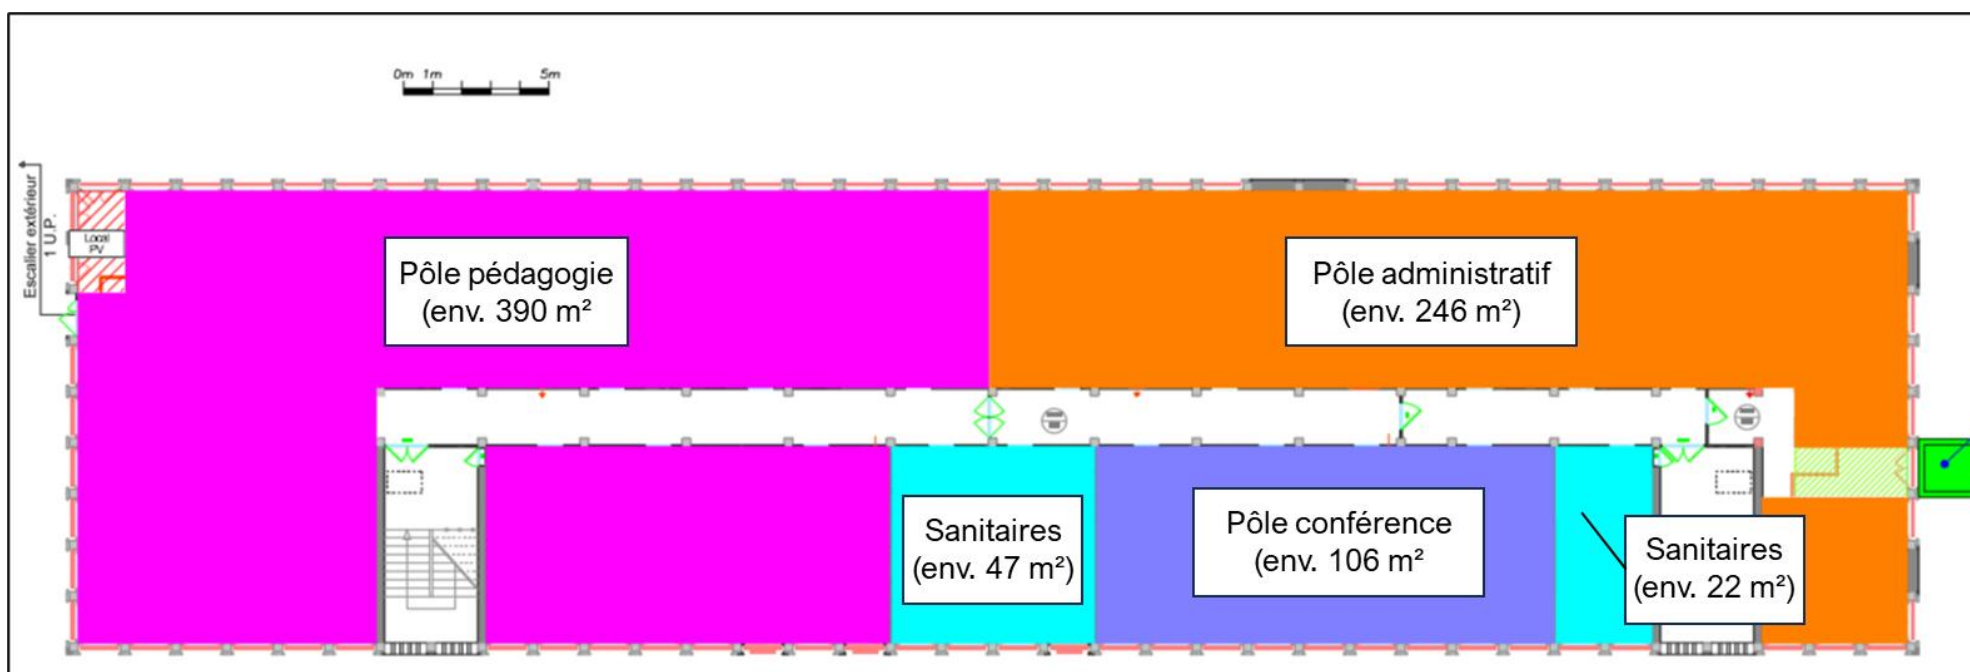 0m 1m 5m
Escalier extérieur
1 U.P.
Local
PV
Pôle pédagogie
(env. 390 m²
Pôle administratif
(env. 246 m²)
Sanitaires
(env. 47 m²)
Pôle conférence
(env. 106 m²
Sanitaires
(env. 22 m²)